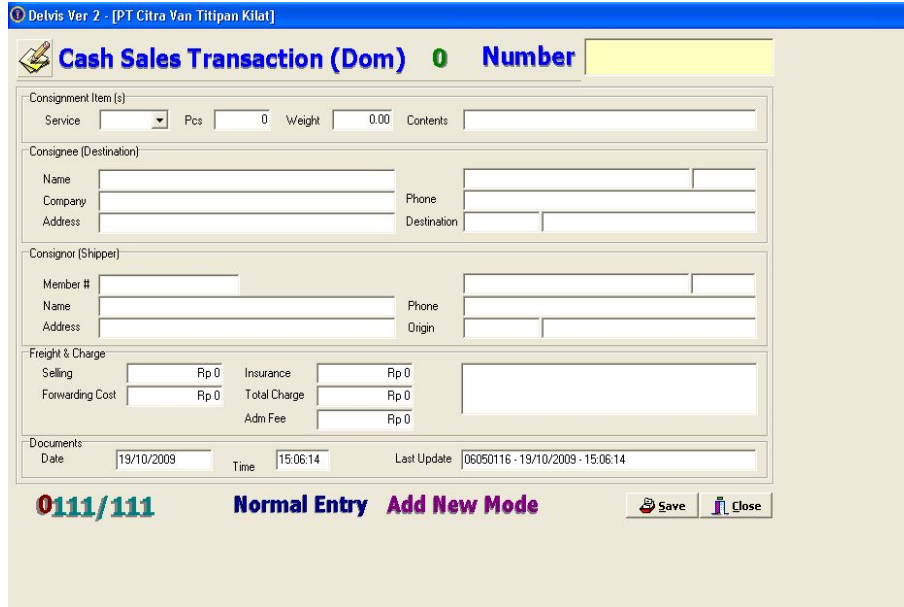 Delvis Ver 2 - [PT Citra Van Titipan Kilat]
Cash Sales Transaction (Dom) 0 Number
Consignment Item (s)
Service Pcs 0 Weight 0.00 Contents
Consignee (Destination)
Name
Company Phone
Address Destination
Consignor (Shipper)
Member #
Name Phone
Address Origin
Freight & Charge
Selling Rp 0 Insurance Rp 0
Forwarding Cost Rp 0 Total Charge Rp 0
Adm Fee Rp 0
Documents
Date 19/10/2009 Time 15:06:14 Last Update 06050116 - 19/10/2009 - 15:06:14
0111/111 Normal Entry Add New Mode Save Close